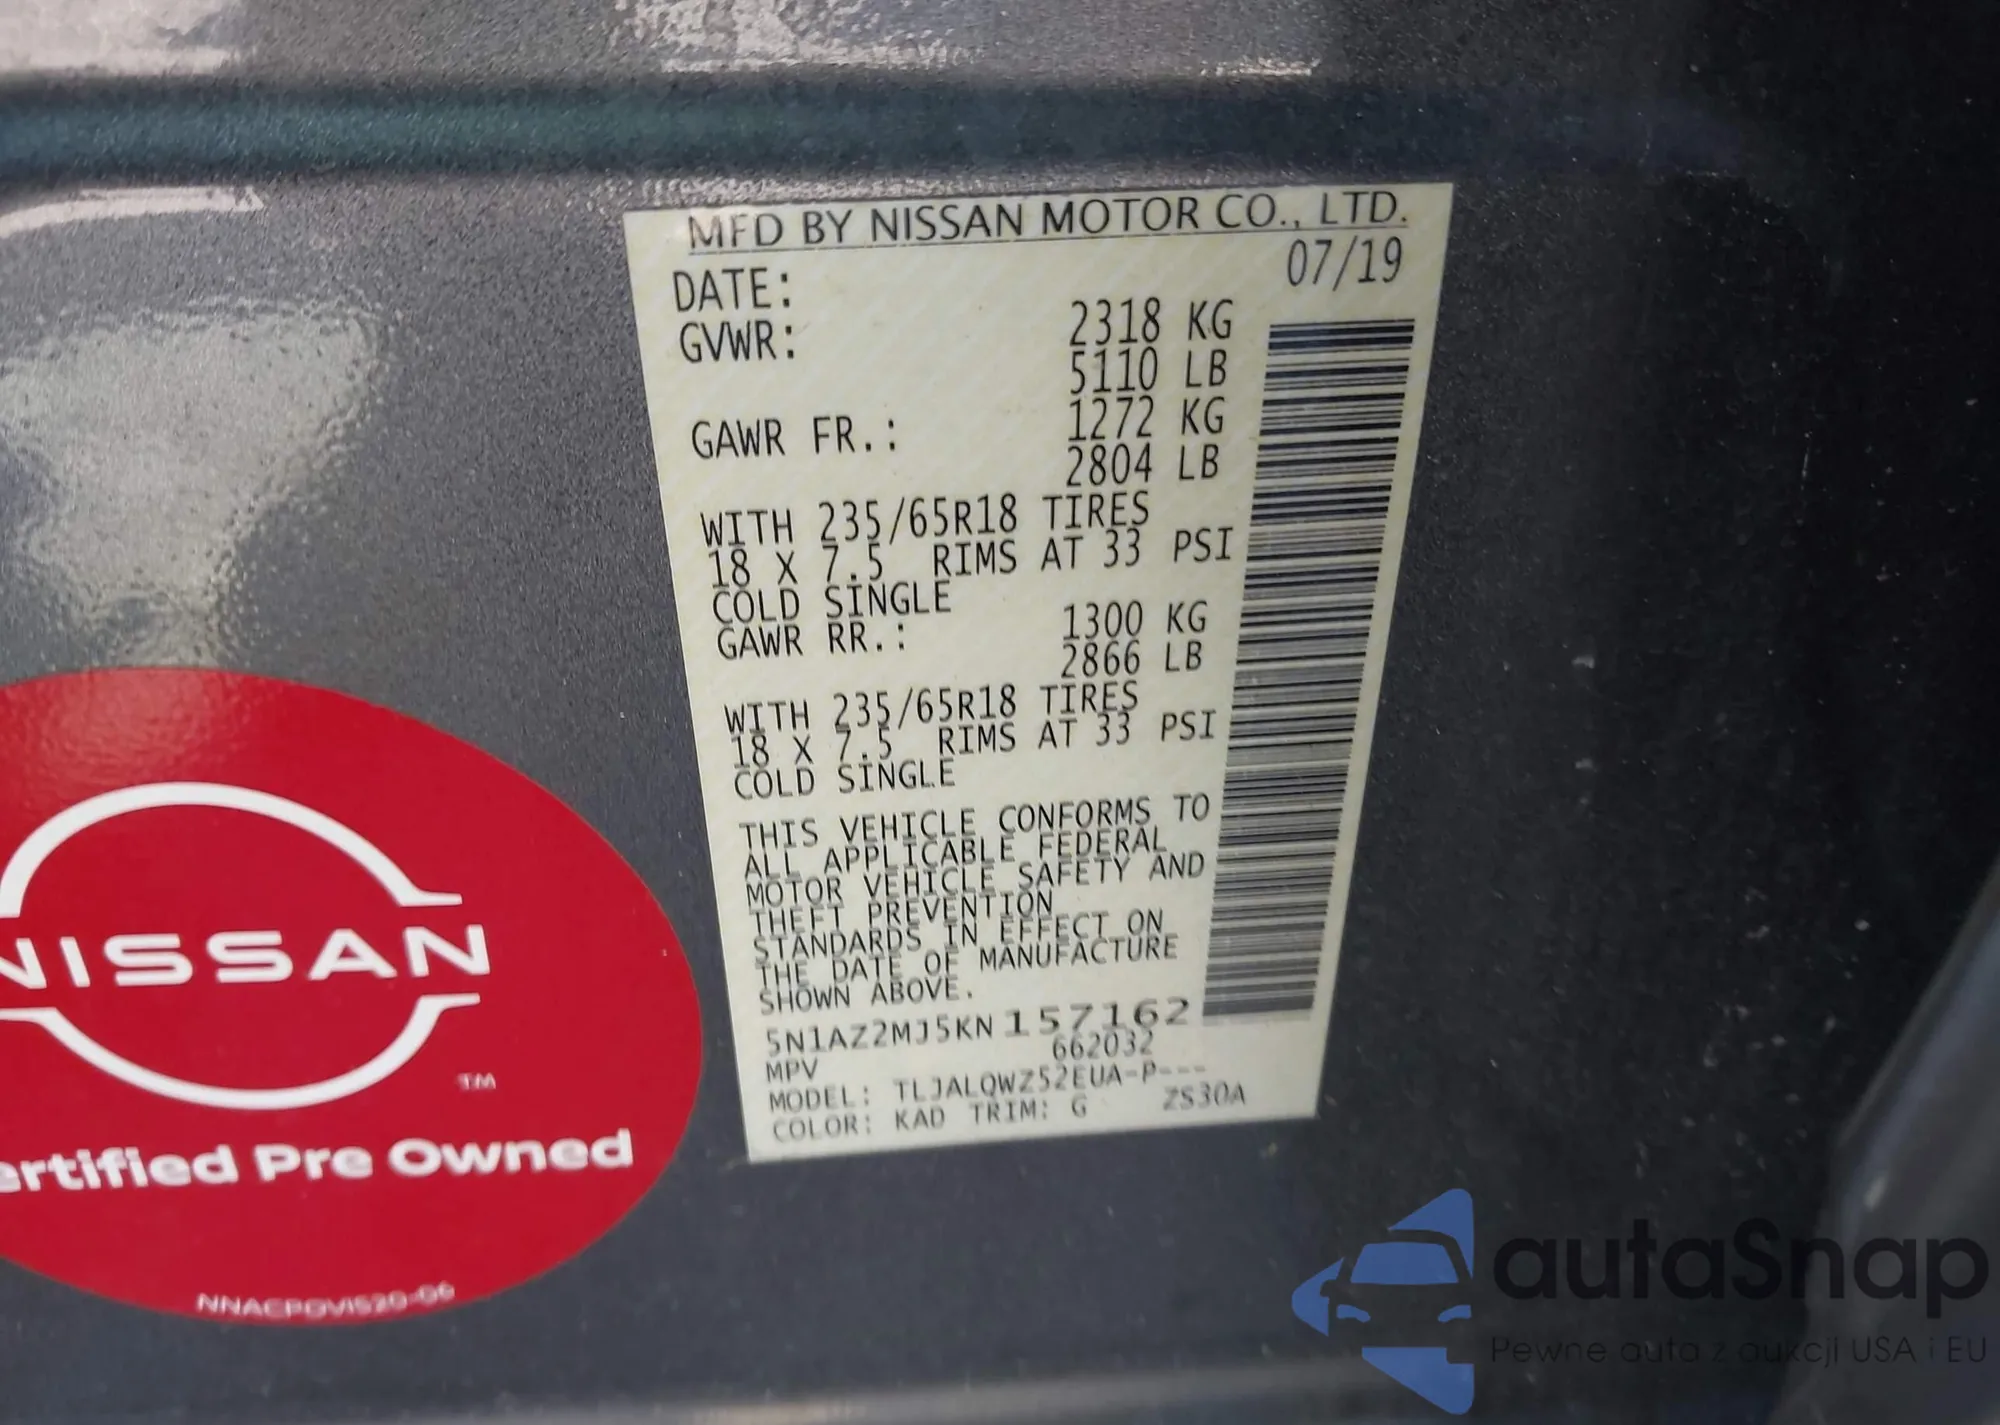 MFD BY NISSAN MOTOR CO., LTD.
DATE: 07/19
GVWR: 2318 KG
5110 LB
GAWR FR.: 1272 KG
2804 LB
WITH 235/65R18 TIRES
18 X 7.5 RIMS AT 33 PSI
COLD SINGLE
GAWR RR.: 1300 KG
2866 LB
WITH 235/65R18 TIRES
18 X 7.5 RIMS AT 33 PSI
COLD SINGLE
THIS VEHICLE CONFORMS TO
ALL APPLICABLE FEDERAL
MOTOR VEHICLE SAFETY AND
THEFT PREVENTION
STANDARDS IN EFFECT ON
THE DATE OF MANUFACTURE
SHOWN ABOVE.
5N1AZ2MJ5KN157162
MPV 662032
MODEL: TLJALQWZ52EUA-P---
COLOR: KAD TRIM: G ZS30A
NISSAN
TM
ertified Pre Owned
NNACPOVIS20-06
autaSnap
Pewne auta z aukcji USA i EU